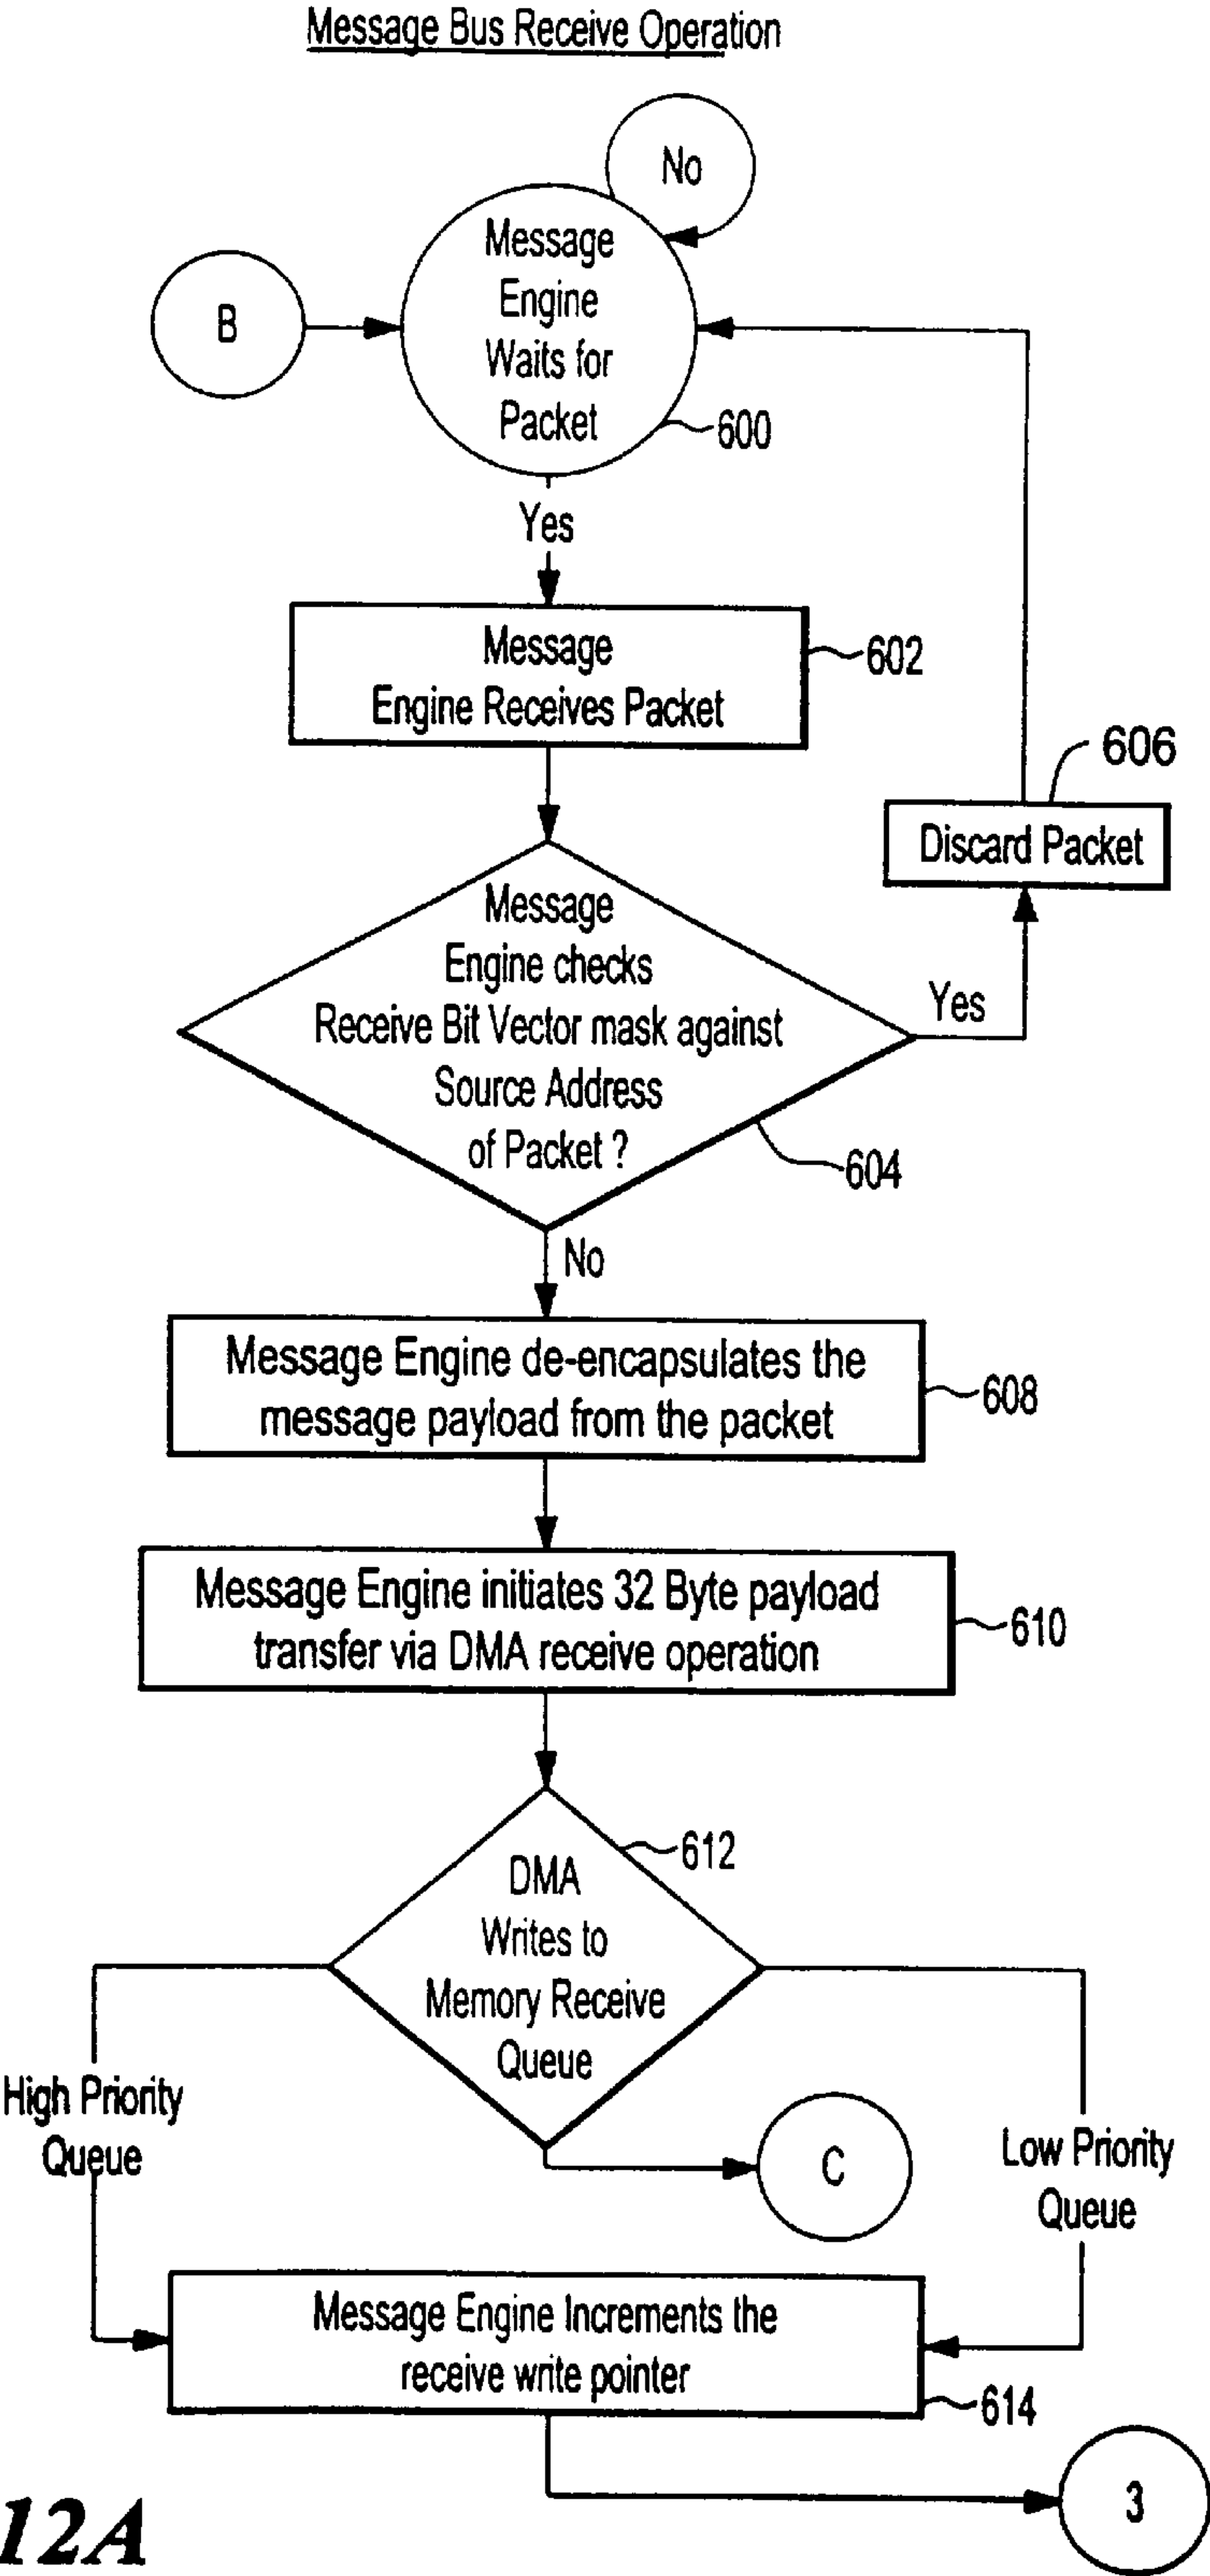 Message Bus Receive Operation
No
Message
Engine
Waits for
Packet
B
600
Yes
Message
Engine Receives Packet
602
606
Discard Packet
Message
Engine checks
Receive Bit Vector mask against
Source Address
of Packet ?
Yes
604
No
Message Engine de-encapsulates the
message payload from the packet
608
Message Engine initiates 32 Byte payload
transfer via DMA receive operation
610
612
DMA
Writes to
Memory Receive
Queue
High Priority
Queue
C
Low Priority
Queue
Message Engine Increments the
receive write pointer
614
3
12A